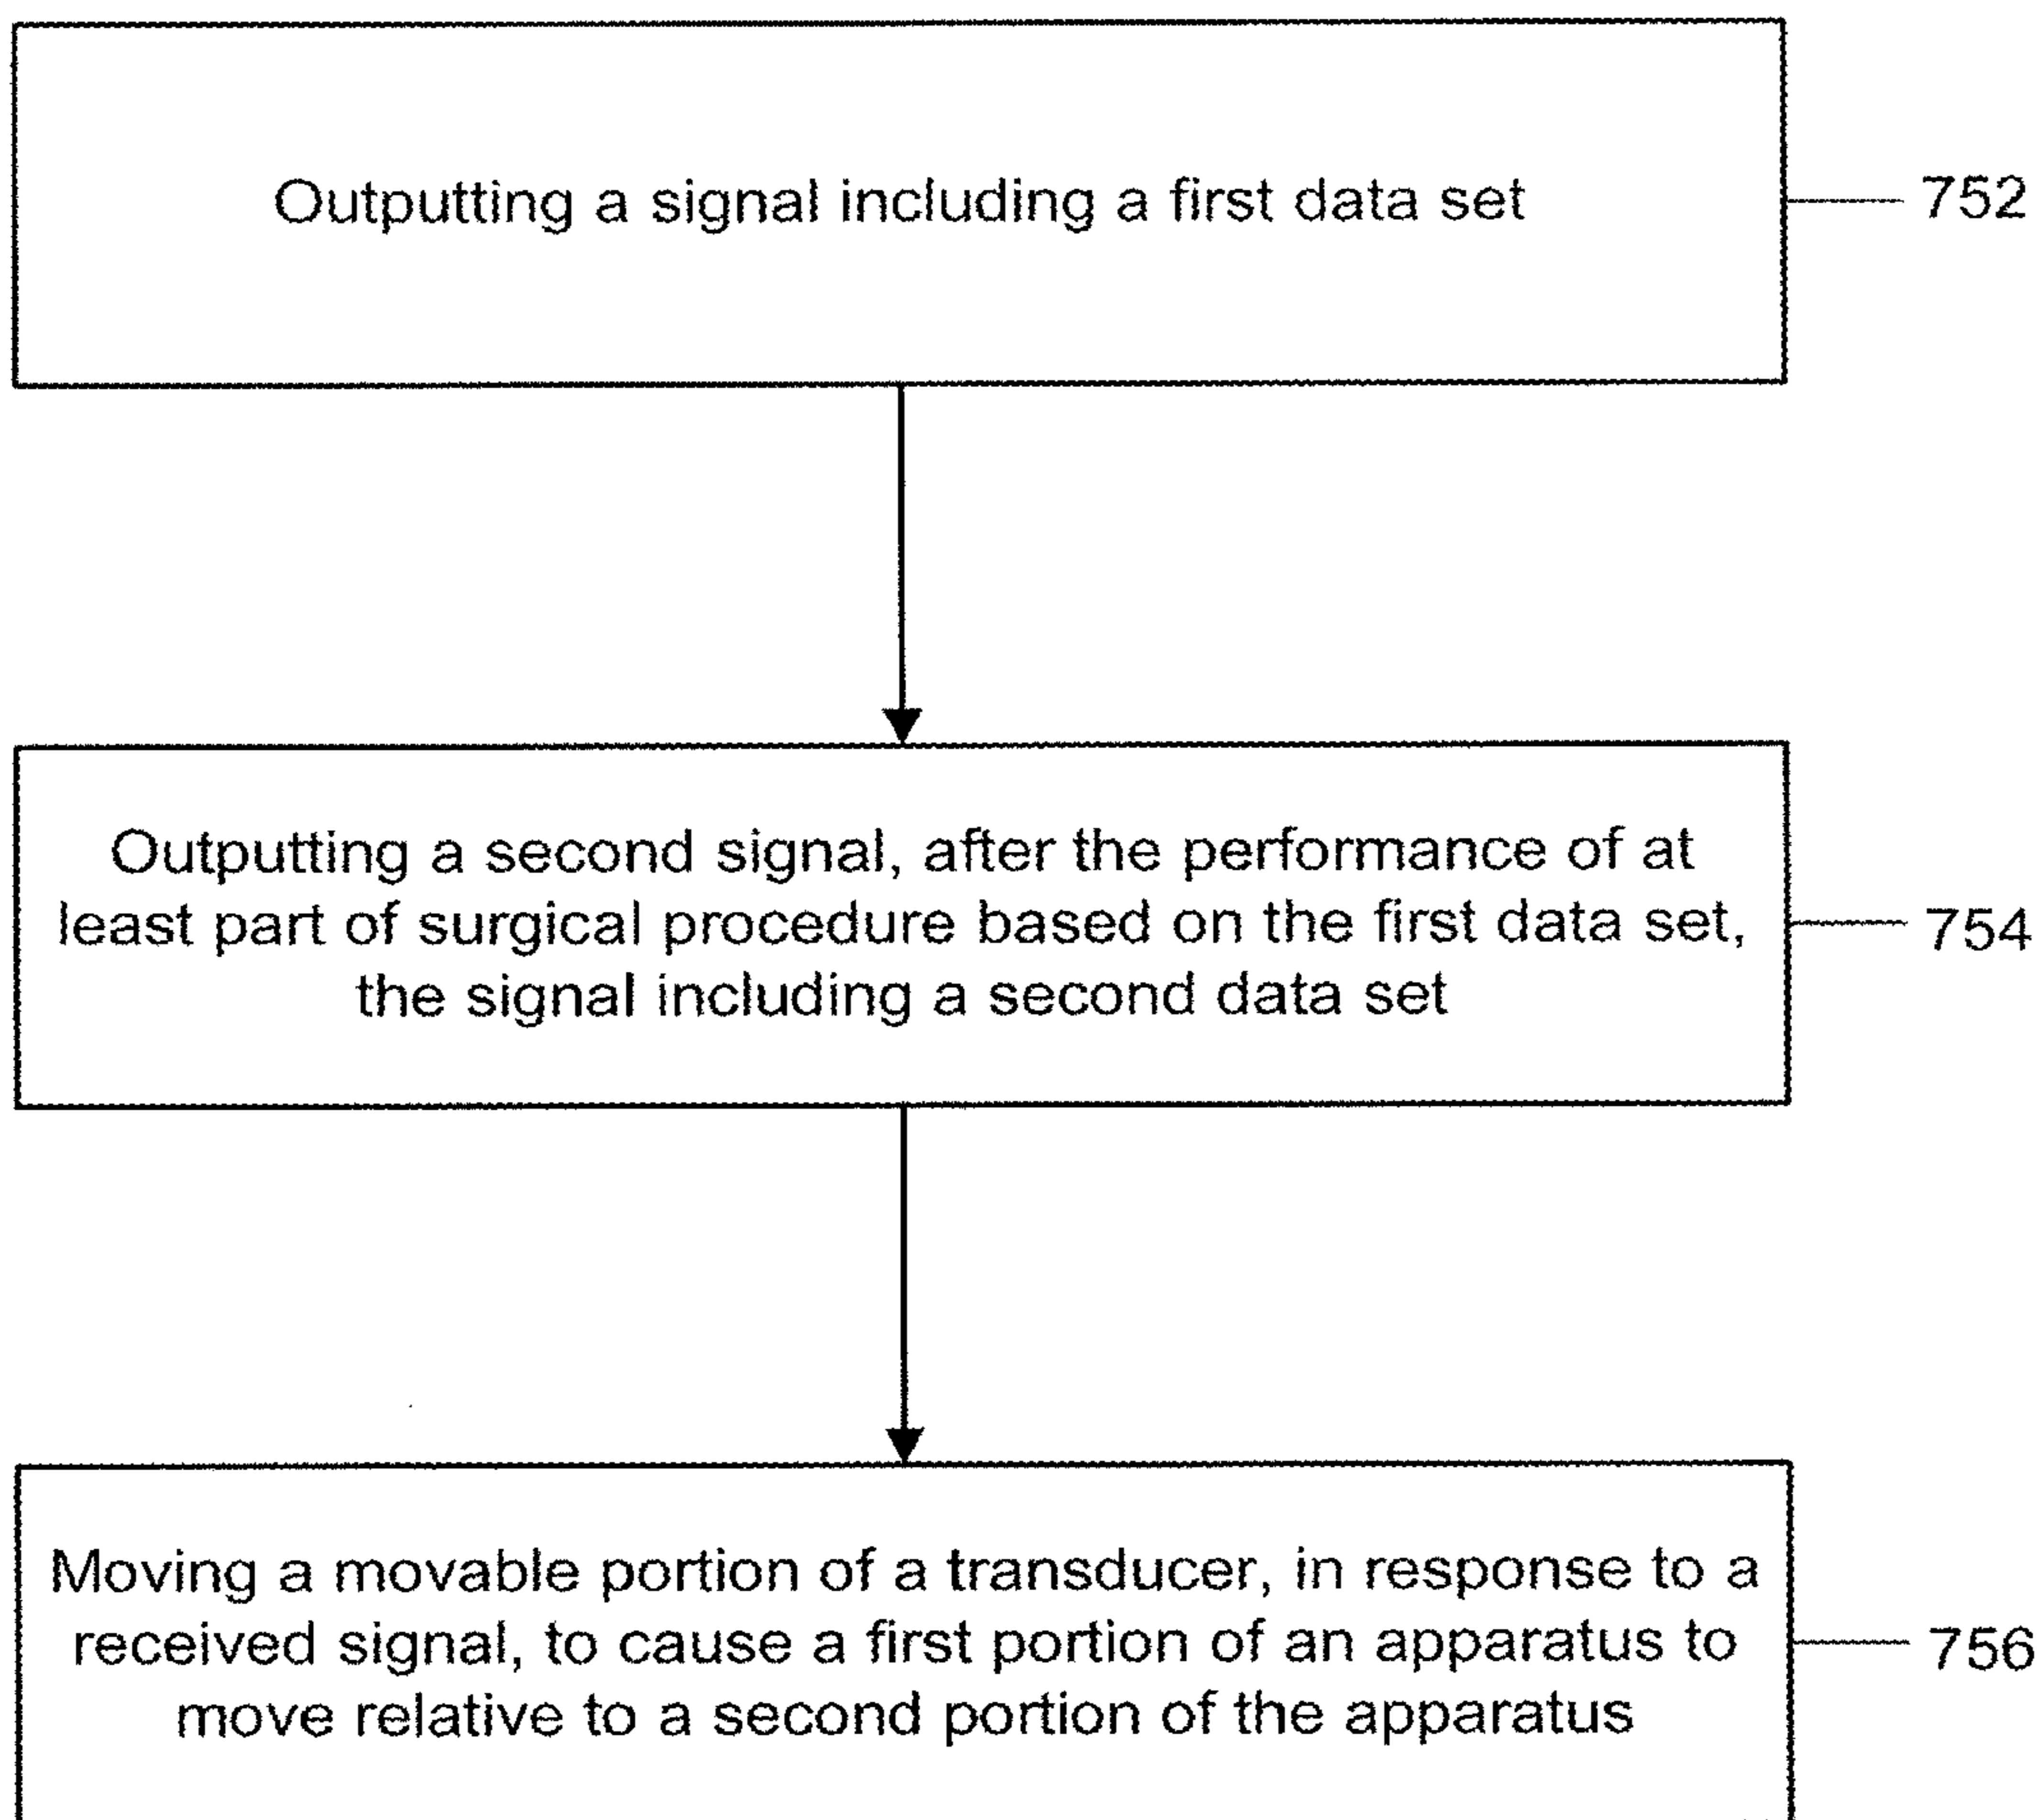 Outputting a signal including a first data set
752
Outputting a second signal, after the performance of at
least part of surgical procedure based on the first data set,
the signal including a second data set
754
Moving a movable portion of a transducer, in response to a
received signal, to cause a first portion of an apparatus to
move relative to a second portion of the apparatus
756